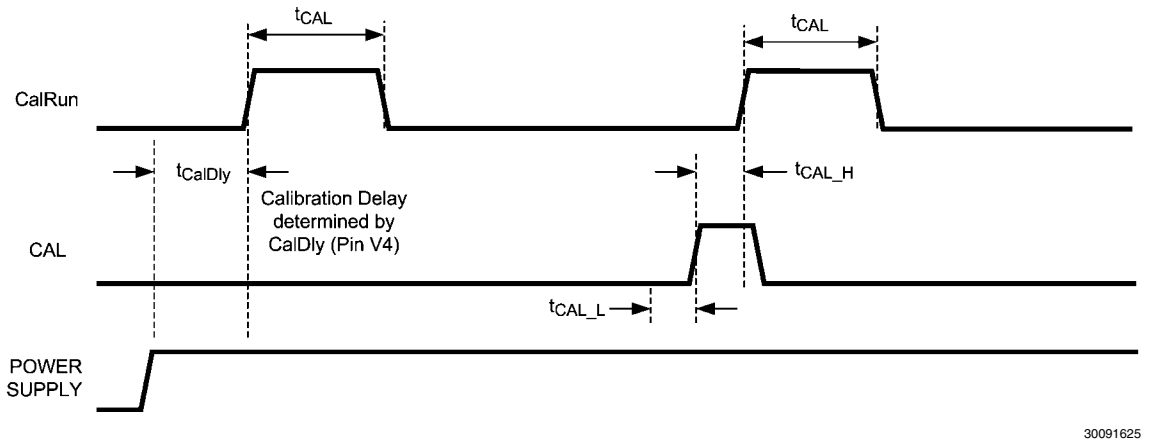 tCAL
tCAL
CalRun
tCalDly
tCAL_H
Calibration Delay
determined by
CalDly (Pin V4)
CAL
tCAL_L
POWER
SUPPLY
30091625